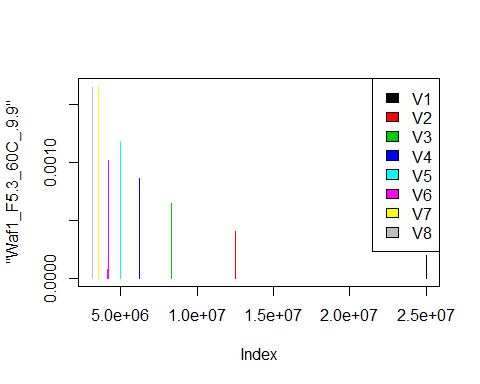 "Waf1_F5.3_60C_.9.9"
0.0010
0.0000
V1
V2
V3
V4
V5
V6
V7
V8
5.0e+06 1.0e+07 1.5e+07 2.0e+07 2.5e+07
Index